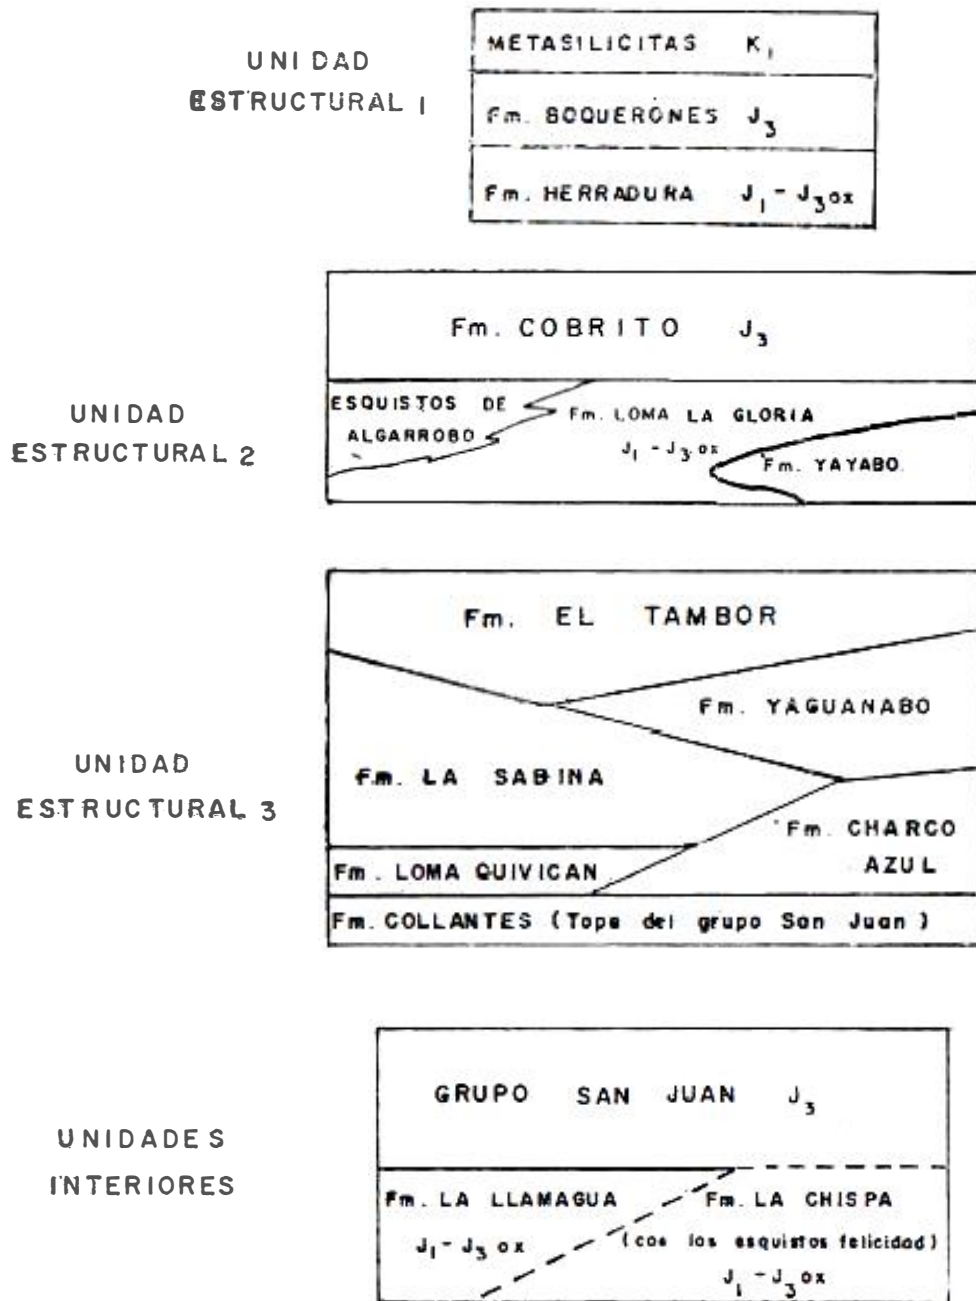 UNIDAD
ESTRUCTURAL 1
METASILICITAS K₁
Fm. BOQUERONES J₃
Fm. HERRADURA J₁ - J₃ ox
UNIDAD
ESTRUCTURAL 2
Fm. COBRITO J₃
ESQUISTOS DE
ALGARROBO
Fm. LOMA LA GLORIA
J₁ - J₃ ox
Fm. YAYABO
UNIDAD
ESTRUCTURAL 3
Fm. EL TAMBOR
Fm. YAGUANABO
Fm. LA SABINA
Fm. CHARCO
AZUL
Fm. LOMA QUIVICAN
Fm. COLLANTES (Tope del grupo San Juan)
UNIDADES
INTERIORES
GRUPO SAN JUAN J₃
Fm. LA LLAMAGUA
J₁ - J₃ ox
Fm. LA CHISPA
(cos los esquistos felicidad)
J₁ - J₃ ox